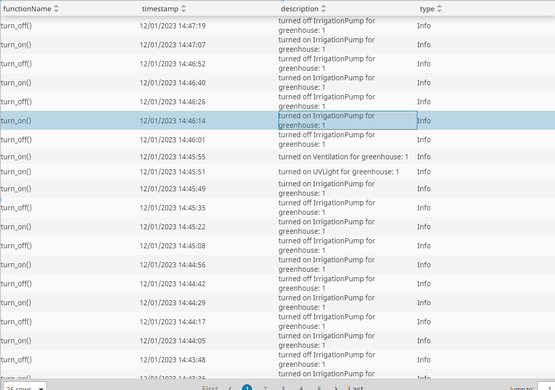 functionName timestamp description type
turn_off() 12/01/2023 14:47:19 turned off IrrigationPump for greenhouse: 1 Info
turn_on() 12/01/2023 14:47:07 turned on IrrigationPump for greenhouse: 1 Info
turn_off() 12/01/2023 14:46:52 turned off IrrigationPump for greenhouse: 1 Info
turn_on() 12/01/2023 14:46:40 turned on IrrigationPump for greenhouse: 1 Info
turn_off() 12/01/2023 14:46:26 turned off IrrigationPump for greenhouse: 1 Info
turn_on() 12/01/2023 14:46:14 turned on IrrigationPump for greenhouse: 1 Info
turn_off() 12/01/2023 14:46:01 turned off IrrigationPump for greenhouse: 1 Info
turn_on() 12/01/2023 14:45:55 turned on Ventilation for greenhouse: 1 Info
turn_on() 12/01/2023 14:45:51 turned on UVLight for greenhouse: 1 Info
turn_on() 12/01/2023 14:45:49 turned on IrrigationPump for greenhouse: 1 Info
turn_off() 12/01/2023 14:45:35 turned off IrrigationPump for greenhouse: 1 Info
turn_on() 12/01/2023 14:45:22 turned on IrrigationPump for greenhouse: 1 Info
turn_off() 12/01/2023 14:45:08 turned off IrrigationPump for greenhouse: 1 Info
turn_on() 12/01/2023 14:44:56 turned on IrrigationPump for greenhouse: 1 Info
turn_off() 12/01/2023 14:44:42 turned off IrrigationPump for greenhouse: 1 Info
turn_on() 12/01/2023 14:44:29 turned on IrrigationPump for greenhouse: 1 Info
turn_off() 12/01/2023 14:44:17 turned off IrrigationPump for greenhouse: 1 Info
turn_on() 12/01/2023 14:44:05 turned on IrrigationPump for greenhouse: 1 Info
turn_off() 12/01/2023 14:43:48 turned off IrrigationPump for greenhouse: 1 Info
turn_on() 12/01/2023 turned on IrrigationPump for
25 rows First 1 2 3 4 5 Last Jump to: